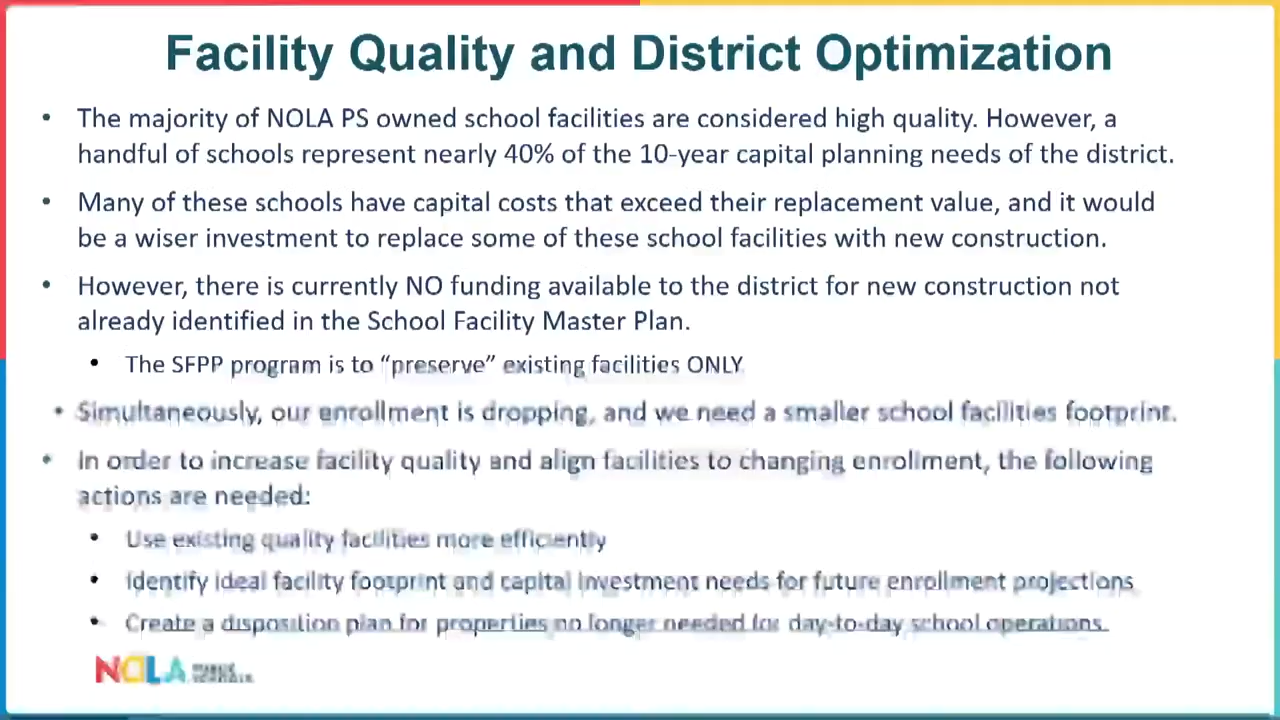 Facility Quality and District Optimization
• The majority of NOLA PS owned school facilities are considered high quality. However, a
handful of schools represent nearly 40% of the 10-year capital planning needs of the district.
• Many of these schools have capital costs that exceed their replacement value, and it would
be a wiser investment to replace some of these school facilities with new construction.
• However, there is currently NO funding available to the district for new construction not
already identified in the School Facility Master Plan.
• The SFPP program is to “preserve” existing facilities ONLY
• Simultaneously, our enrollment is dropping, and we need a smaller school facilities footprint.
• In order to increase facility quality and align facilities to changing enrollment, the following
actions are needed:
• Use existing quality facilities more efficiently
• Identify ideal facility footprint and capital investment needs for future enrollment projections
• Create a disposition plan for properties no longer needed for day-to-day school operations.
NOLA